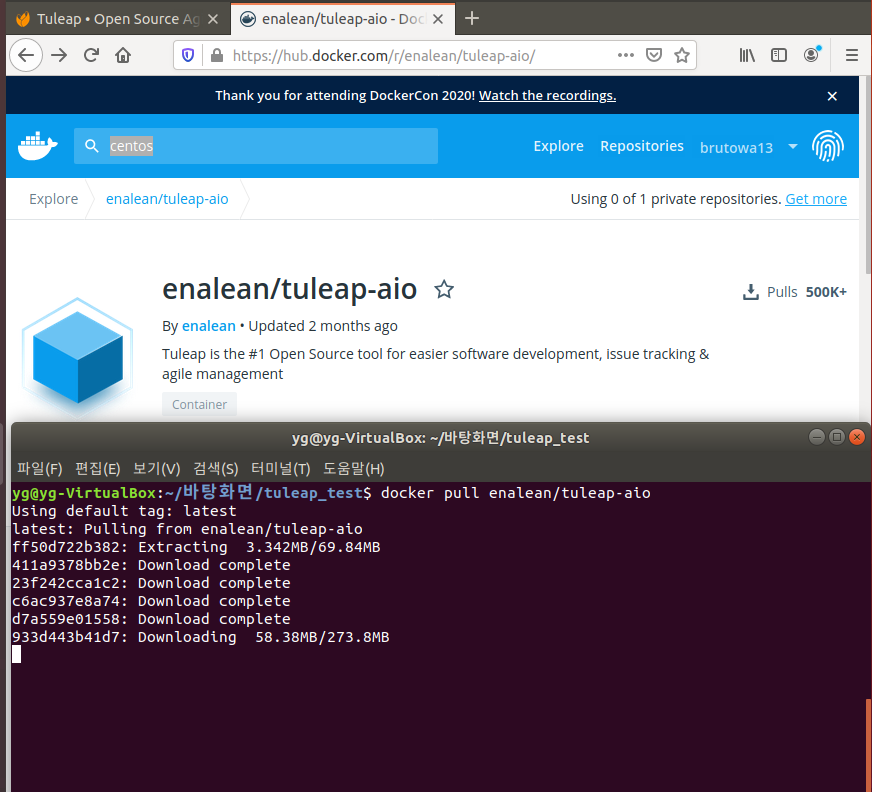 Tuleap • Open Source Ag
enalean/tuleap-aio - Doc
https://hub.docker.com/r/enalean/tuleap-aio/
Thank you for attending DockerCon 2020! Watch the recordings.
centos
Explore Repositories brutowa13
Explore enalean/tuleap-aio Using 0 of 1 private repositories. Get more
enalean/tuleap-aio
Pulls 500K+
By enalean • Updated 2 months ago
Tuleap is the #1 Open Source tool for easier software development, issue tracking &
agile management
Container
yg@yg-VirtualBox: ~/바탕화면/tuleap_test
파일(F) 편집(E) 보기(V) 검색(S) 터미널(T) 도움말(H)
yg@yg-VirtualBox:~/바탕화면/tuleap_test$ docker pull enalean/tuleap-aio
Using default tag: latest
latest: Pulling from enalean/tuleap-aio
ff50d722b382: Extracting 3.342MB/69.84MB
411a9378bb2e: Download complete
23f242cca1c2: Download complete
c6ac937e8a74: Download complete
d7a559e01558: Download complete
933d443b41d7: Downloading 58.38MB/273.8MB